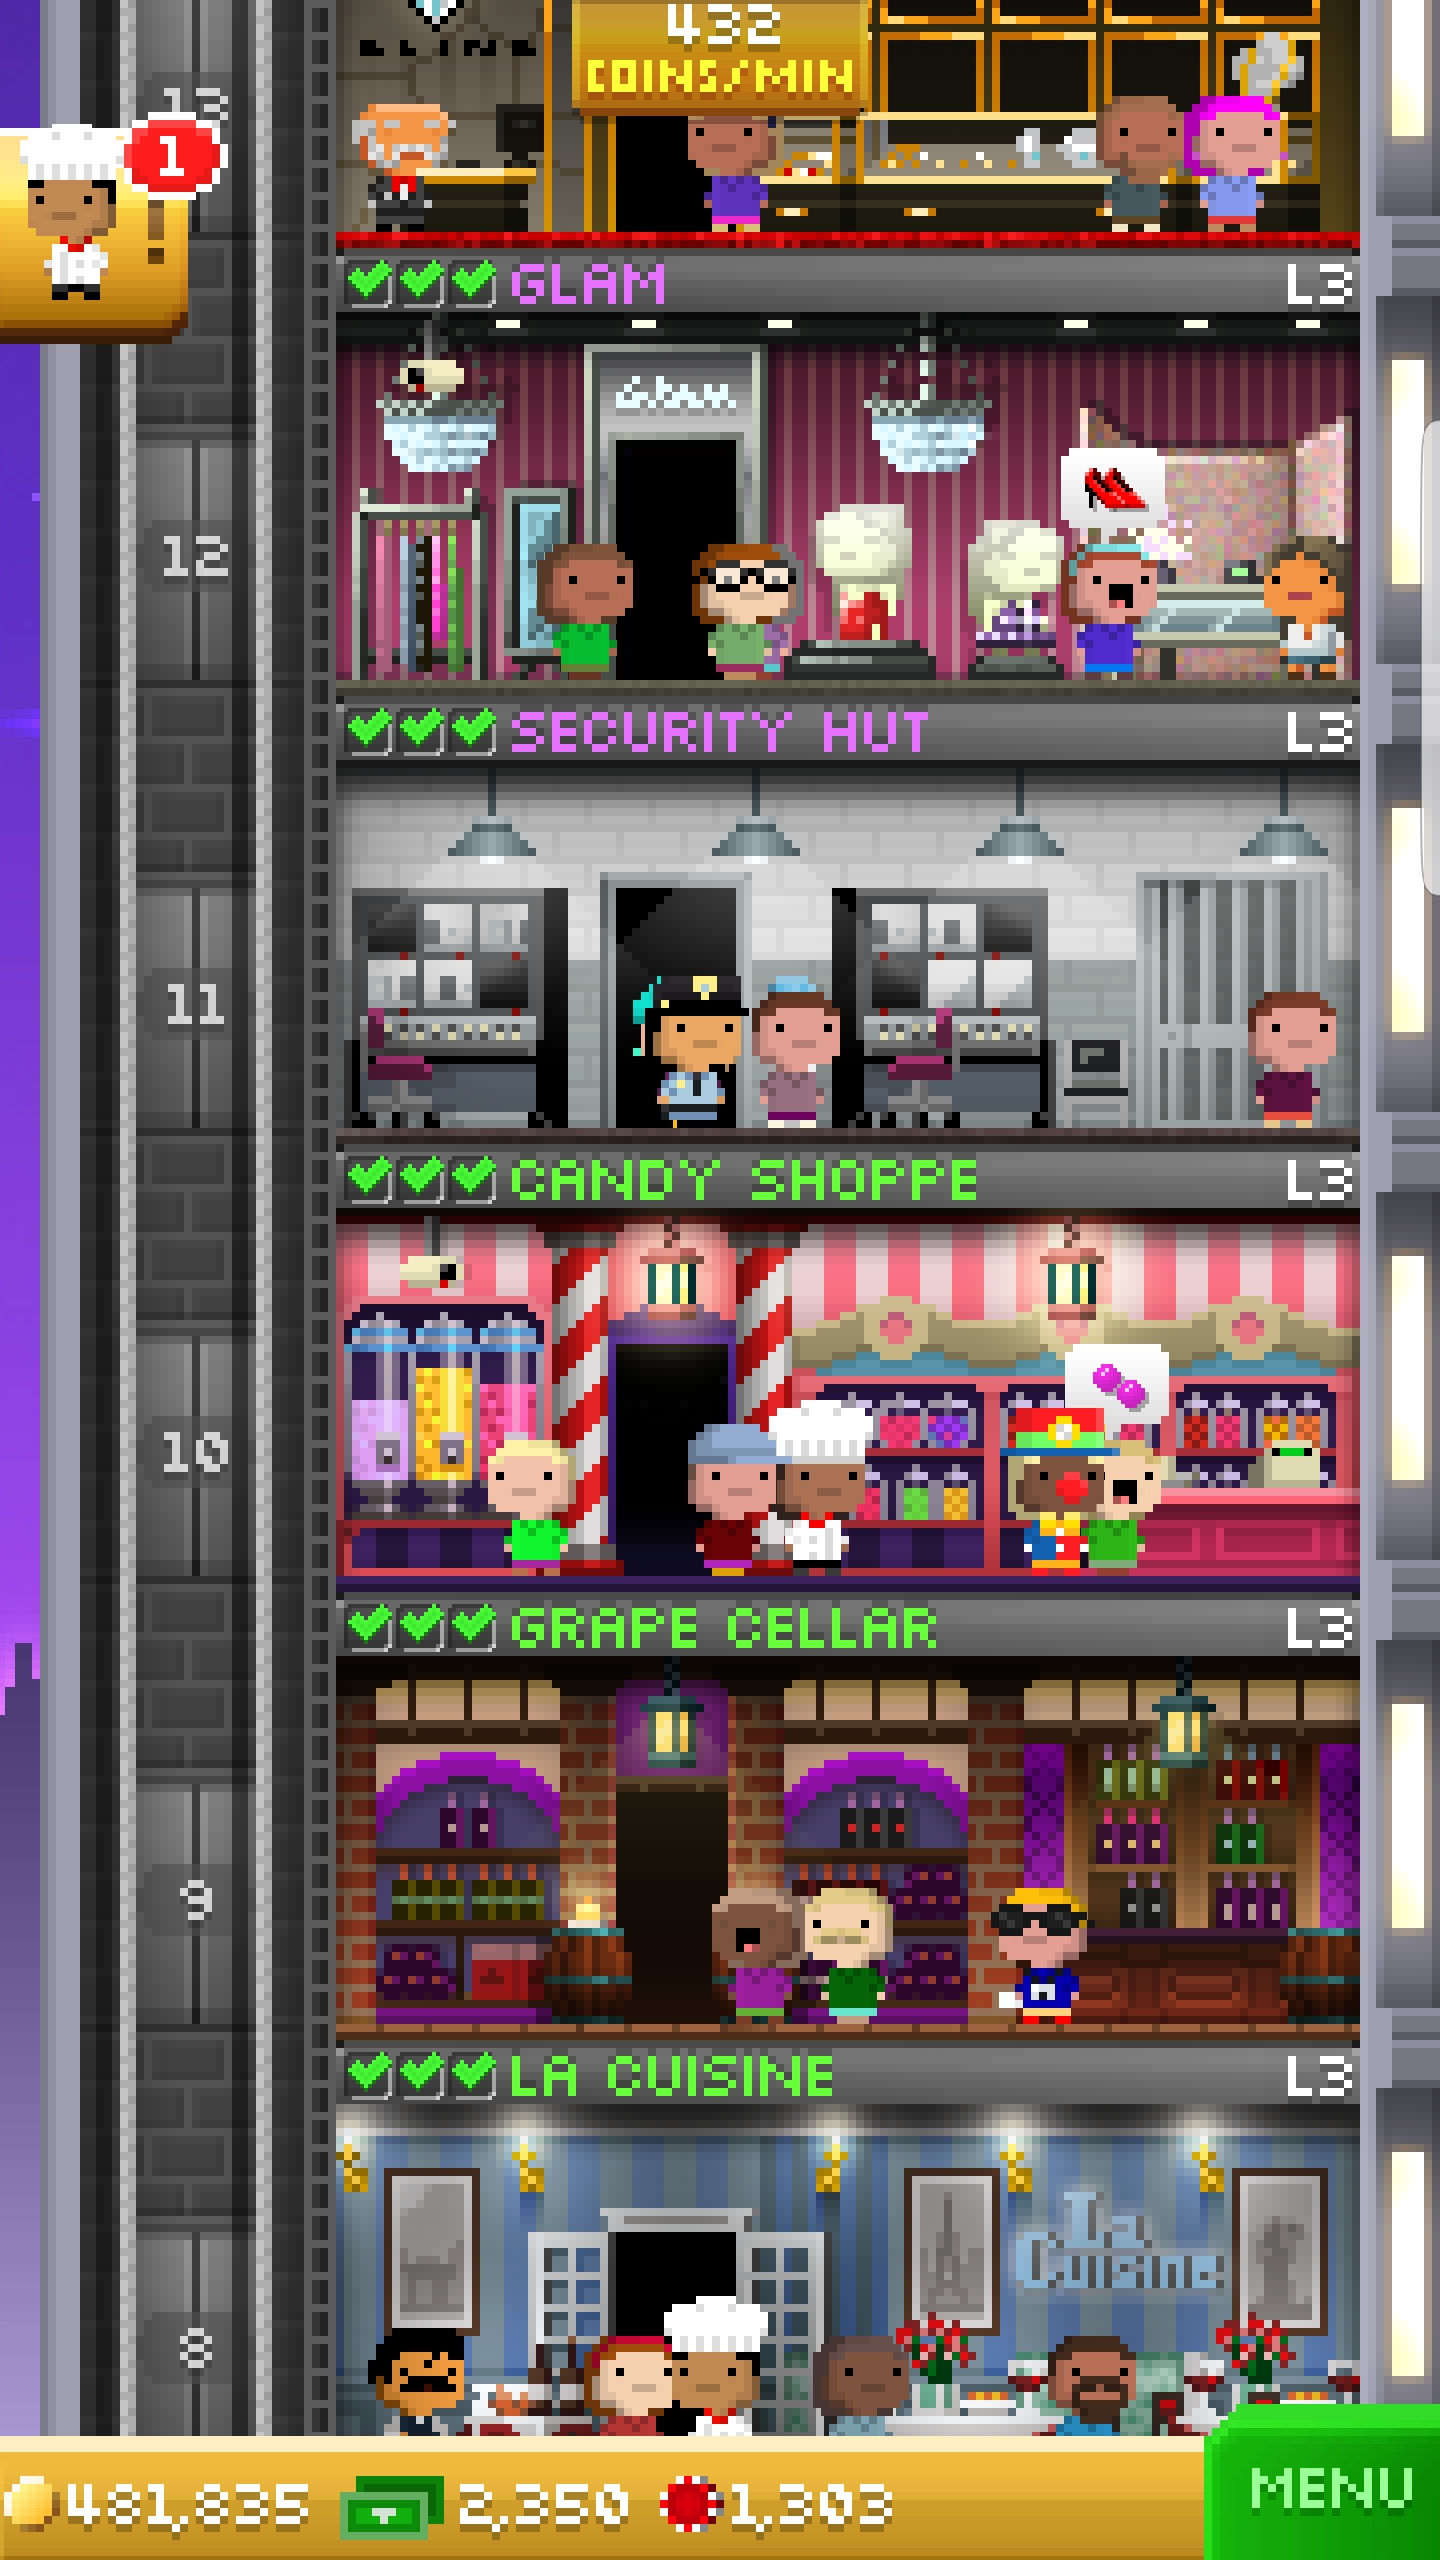 BLING
432
COINS/MIN
13
1
GLAM L3
Glam
12
SECURITY HUT L3
11
CANDY SHOPPE L3
10
GRAPE CELLAR L3
9
LA CUISINE L3
La
Cuisine
8
481,835 2,350 1,303
MENU